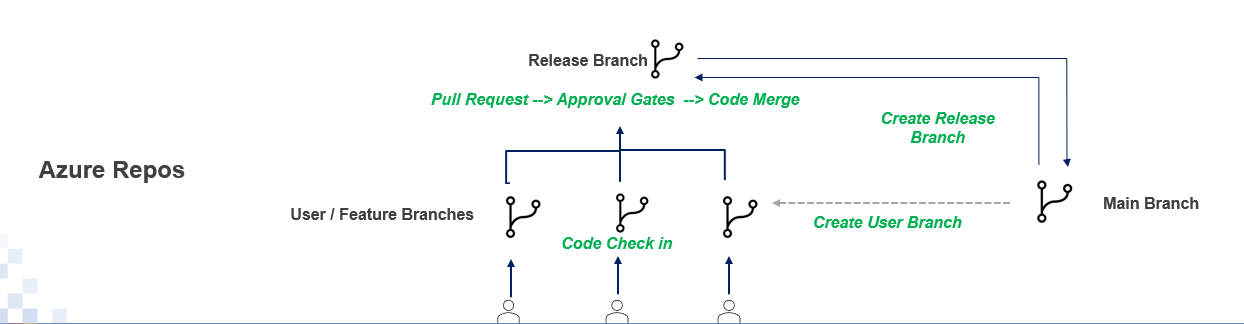 Release Branch
Pull Request --> Approval Gates --> Code Merge
Create Release
Branch
Azure Repos
User / Feature Branches
Main Branch
Create User Branch
Code Check in